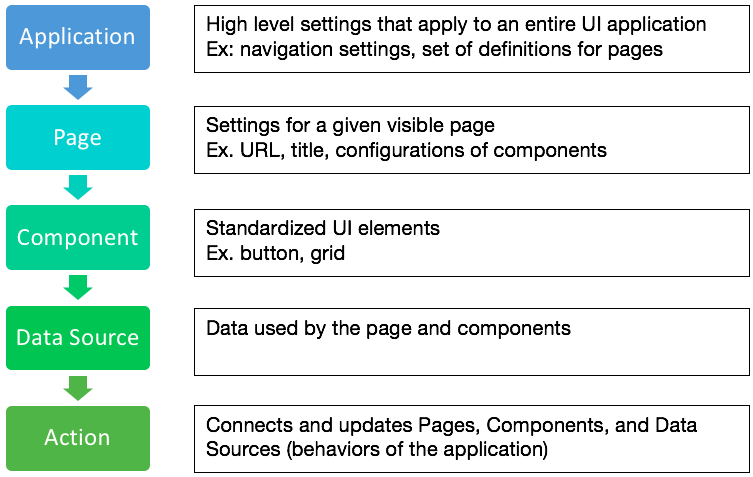 Application
High level settings that apply to an entire UI application
Ex: navigation settings, set of definitions for pages
Page
Settings for a given visible page
Ex. URL, title, configurations of components
Component
Standardized UI elements
Ex. button, grid
Data Source
Data used by the page and components
Action
Connects and updates Pages, Components, and Data
Sources (behaviors of the application)